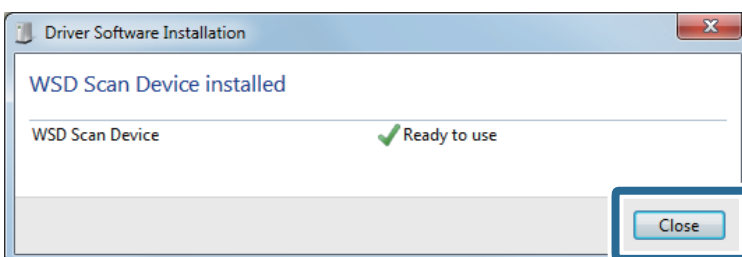 Driver Software Installation
WSD Scan Device installed
WSD Scan Device Ready to use
Close